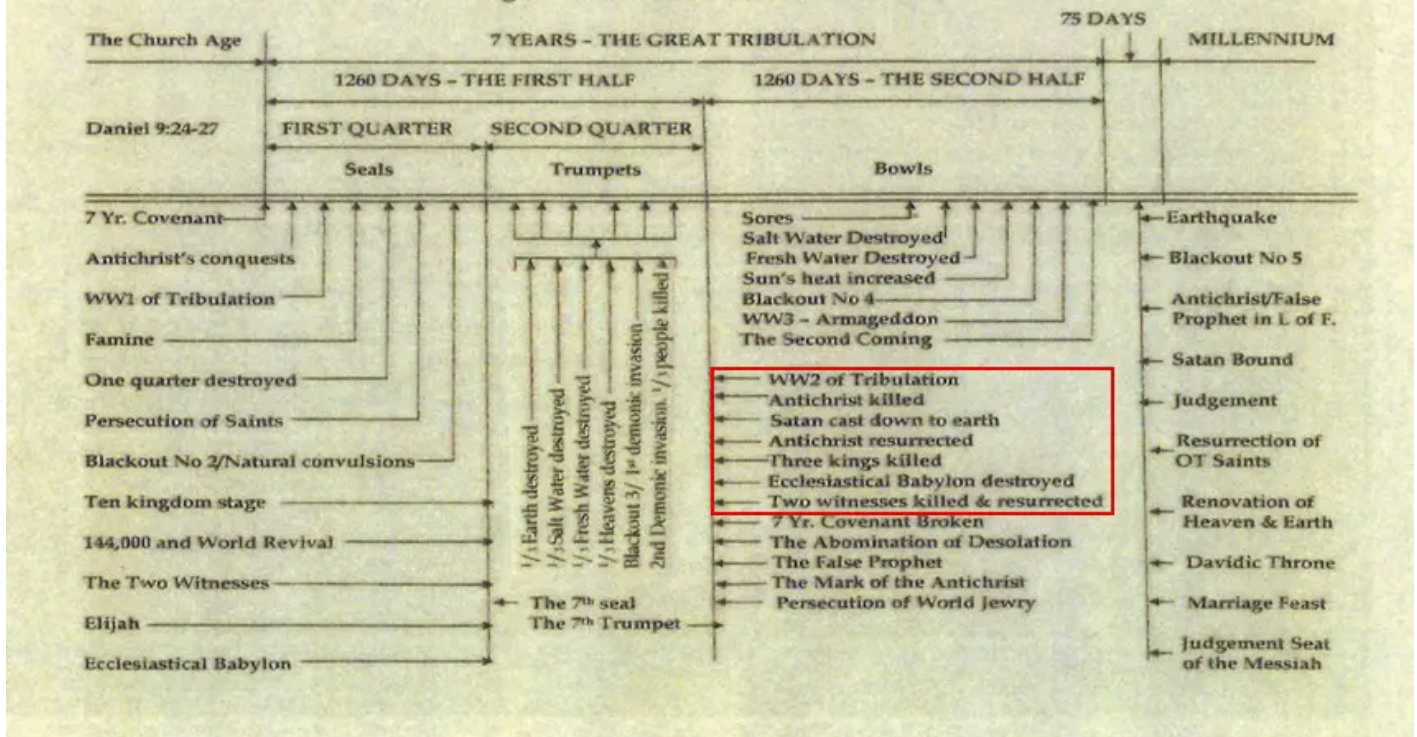 75 DAYS
The Church Age
7 YEARS – THE GREAT TRIBULATION
MILLENNIUM
1260 DAYS – THE FIRST HALF
1260 DAYS – THE SECOND HALF
Daniel 9:24-27
FIRST QUARTER
SECOND QUARTER
Seals
Trumpets
Bowls
7 Yr. Covenant
Antichrist's conquests
WW1 of Tribulation
Famine
One quarter destroyed
Persecution of Saints
Blackout No 2/Natural convulsions
Ten kingdom stage
144,000 and World Revival
The Two Witnesses
Elijah
Ecclesiastical Babylon
1/3 Earth destroyed
1/3 Salt Water destroyed
1/3 Fresh Water destroyed
1/3 Heavens destroyed
Blackout 3/ 1st demonic invasion
2nd Demonic invasion. 1/3 people killed
The 7th seal
The 7th Trumpet
Sores
Salt Water Destroyed
Fresh Water Destroyed
Sun's heat increased
Blackout No 4
WW3 – Armageddon
The Second Coming
WW2 of Tribulation
Antichrist killed
Satan cast down to earth
Antichrist resurrected
Three kings killed
Ecclesiastical Babylon destroyed
Two witnesses killed & resurrected
7 Yr. Covenant Broken
The Abomination of Desolation
The False Prophet
The Mark of the Antichrist
Persecution of World Jewry
Earthquake
Blackout No 5
Antichrist/False
Prophet in L of F.
Satan Bound
Judgement
Resurrection of
OT Saints
Renovation of
Heaven & Earth
Davidic Throne
Marriage Feast
Judgement Seat
of the Messiah